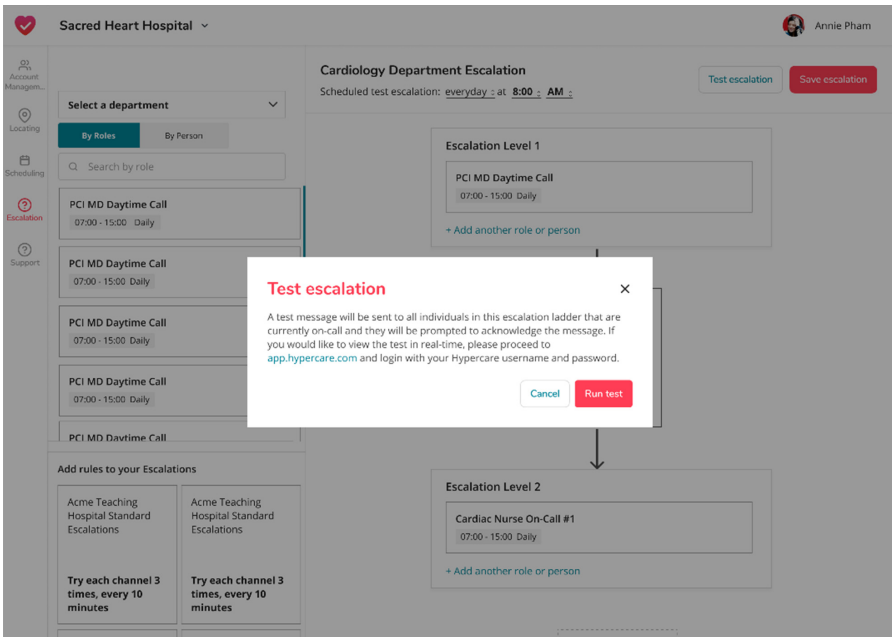 Sacred Heart Hospital
Annie Pham
Account
Managem...
Locating
Scheduling
Escalation
Support
Select a department
By Roles
By Person
Search by role
PCI MD Daytime Call
07:00 - 15:00 Daily
PCI MD Daytime Call
07:00 - 15:00 Daily
PCI MD Daytime Call
07:00 - 15:00 Daily
PCI MD Daytime Call
07:00 - 15:00 Daily
PCI MD Daytime Call
Add rules to your Escalations
Acme Teaching
Hospital Standard
Escalations
Try each channel 3
times, every 10
minutes
Acme Teaching
Hospital Standard
Escalations
Try each channel 3
times, every 10
minutes
Cardiology Department Escalation
Scheduled test escalation: everyday at 8:00 AM
Test escalation
Save escalation
Escalation Level 1
PCI MD Daytime Call
07:00 - 15:00 Daily
+ Add another role or person
Test escalation
A test message will be sent to all individuals in this escalation ladder that are
currently on-call and they will be prompted to acknowledge the message. If
you would like to view the test in real-time, please proceed to
app.hypercare.com and login with your Hypercare username and password.
Cancel
Run test
Escalation Level 2
Cardiac Nurse On-Call #1
07:00 - 15:00 Daily
+ Add another role or person